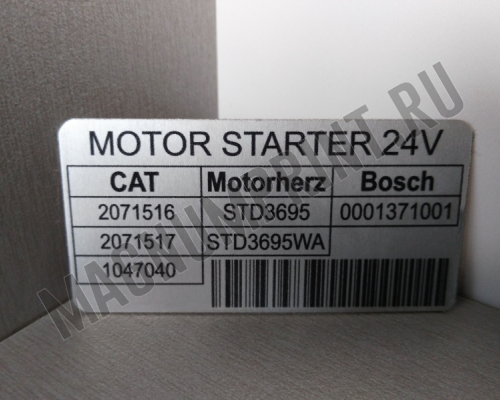 MOTOR STARTER 24V
CAT Motorherz Bosch
2071516 STD3695 0001371001
2071517 STD3695WA
1047040
MAGNUMPRINT.RU